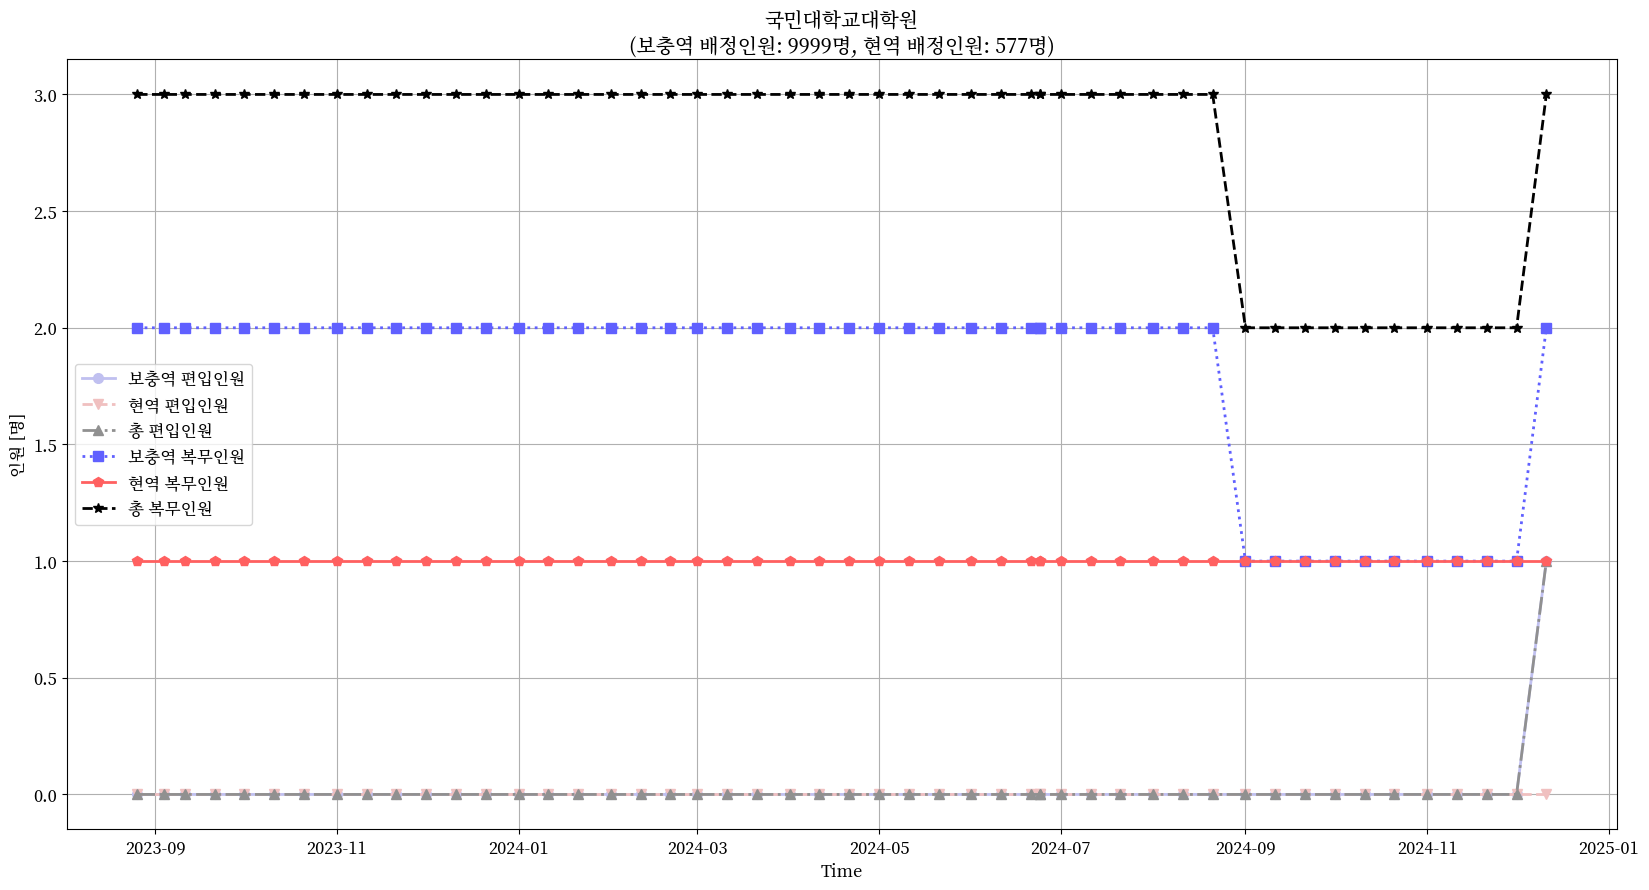 국민대학교대학원
(보충역 배정인원: 9999명, 현역 배정인원: 577명)
3.0
2.5
2.0
1.5
1.0
0.5
0.0
인원 [명]
보충역 편입인원
현역 편입인원
총 편입인원
보충역 복무인원
현역 복무인원
총 복무인원
2023-09
2023-11
2024-01
2024-03
2024-05
2024-07
2024-09
2024-11
2025-01
Time